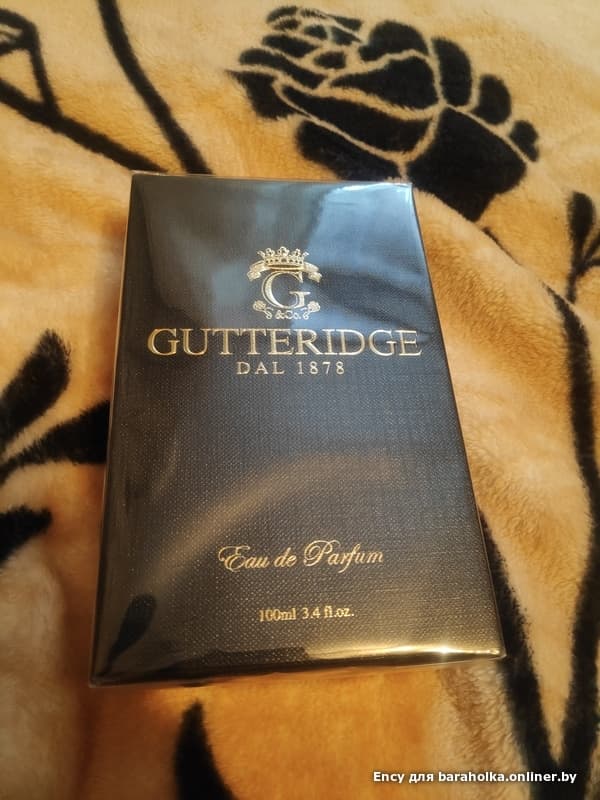 G
&Co.
GUTTERIDGE
DAL 1878
Eau de Parfum
100ml 3.4 fl.oz.
Ency для baraholka.onliner.by